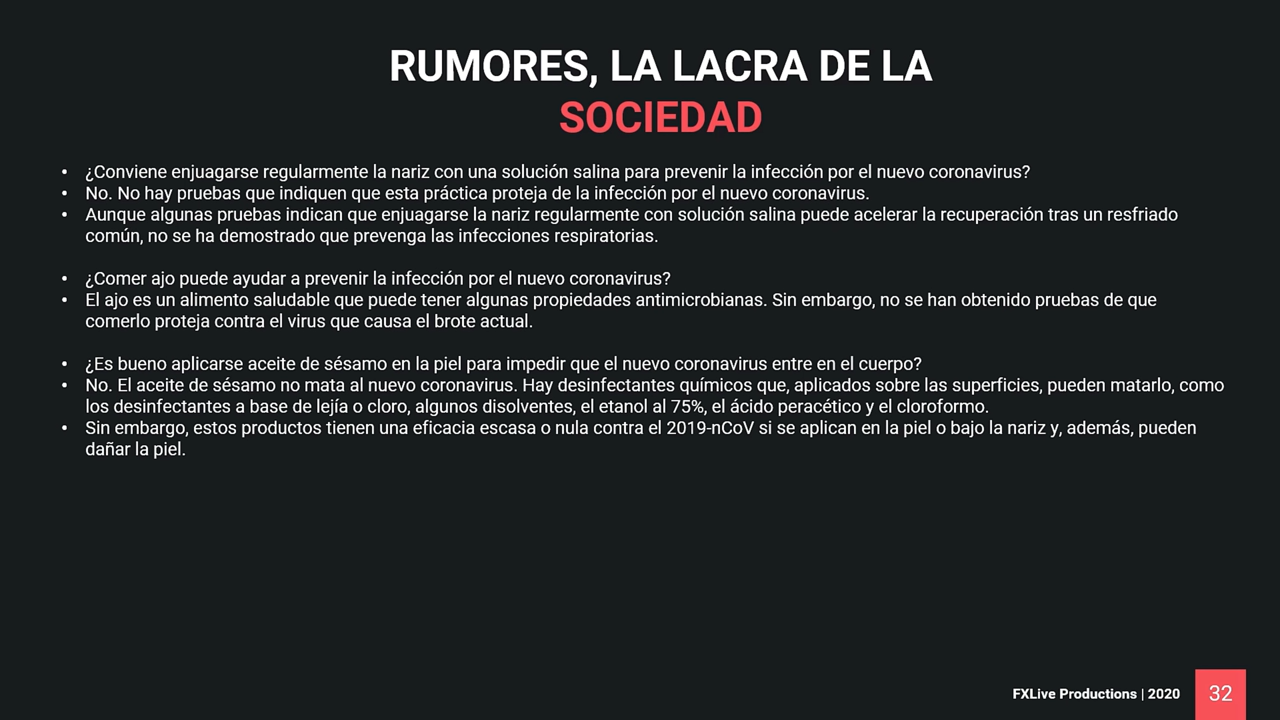 RUMORES, LA LACRA DE LA
SOCIEDAD
• ¿Conviene enjuagarse regularmente la nariz con una solución salina para prevenir la infección por el nuevo coronavirus?
• No. No hay pruebas que indiquen que esta práctica proteja de la infección por el nuevo coronavirus.
• Aunque algunas pruebas indican que enjuagarse la nariz regularmente con solución salina puede acelerar la recuperación tras un resfriado
común, no se ha demostrado que prevenga las infecciones respiratorias.
• ¿Comer ajo puede ayudar a prevenir la infección por el nuevo coronavirus?
• El ajo es un alimento saludable que puede tener algunas propiedades antimicrobianas. Sin embargo, no se han obtenido pruebas de que
comerlo proteja contra el virus que causa el brote actual.
• ¿Es bueno aplicarse aceite de sésamo en la piel para impedir que el nuevo coronavirus entre en el cuerpo?
• No. El aceite de sésamo no mata al nuevo coronavirus. Hay desinfectantes químicos que, aplicados sobre las superficies, pueden matarlo, como
los desinfectantes a base de lejía o cloro, algunos disolventes, el etanol al 75%, el ácido peracético y el cloroformo.
• Sin embargo, estos productos tienen una eficacia escasa o nula contra el 2019-nCoV si se aplican en la piel o bajo la nariz y, además, pueden
dañar la piel.
FXLive Productions | 2020
32